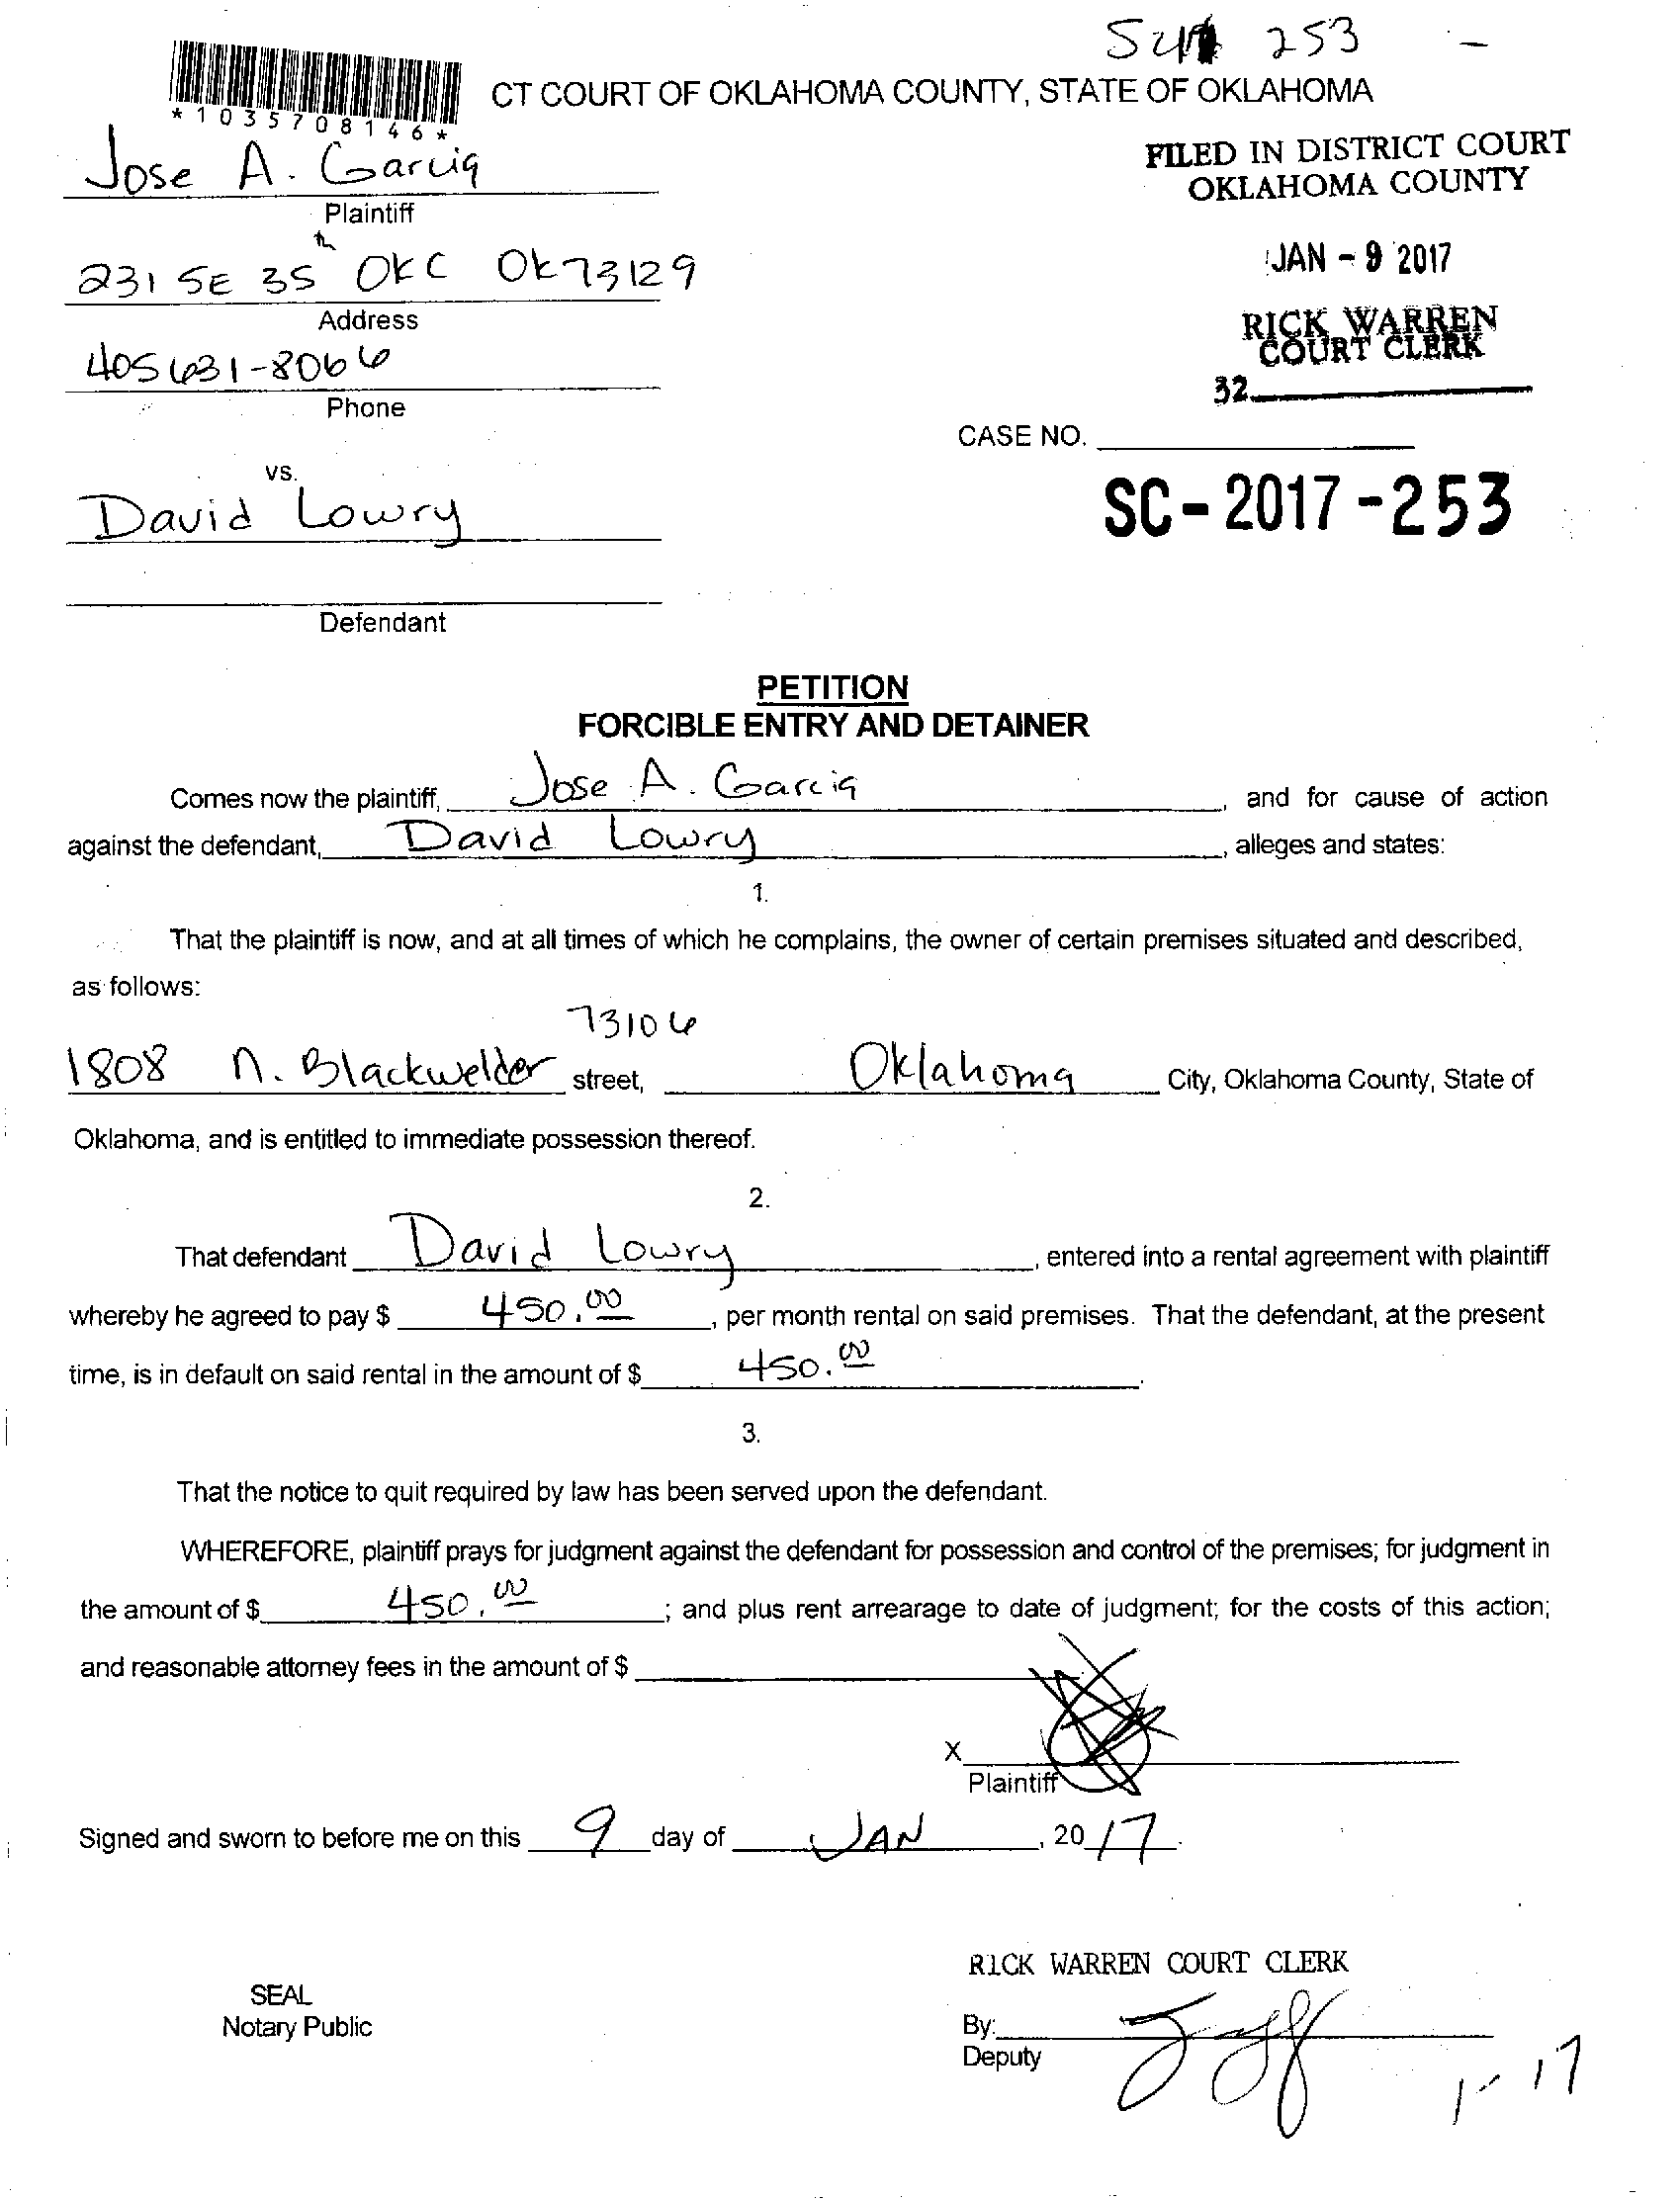 253 -
CT COURT OF OKLAHOMA COUNTY, STATE OF OKLAHOMA
*1035708146*
FILED IN DISTRICT COURT
OKLAHOMA COUNTY
Jose A. Garcia
Plaintiff
JAN - 9 2017
231 SE 35th OKC OK 73129
Address
RICK WARREN
COURT CLERK
405 631-8066
32
Phone
CASE NO.
vs.
David Lowry
SC-2017-253
Defendant
PETITION
FORCIBLE ENTRY AND DETAINER
Comes now the plaintiff, Jose A. Garcia, and for cause of action
against the defendant, David Lowry, alleges and states:
1.
That the plaintiff is now, and at all times of which he complains, the owner of certain premises situated and described,
as follows:
73106
1808 N. Blackwelder street, Oklahoma City, Oklahoma County, State of
Oklahoma, and is entitled to immediate possession thereof.
2.
That defendant David Lowry, entered into a rental agreement with plaintiff
whereby he agreed to pay $ 450.00, per month rental on said premises. That the defendant, at the present
time, is in default on said rental in the amount of $ 450.00.
3.
That the notice to quit required by law has been served upon the defendant.
WHEREFORE, plaintiff prays for judgment against the defendant for possession and control of the premises; for judgment in
the amount of $ 450.00; and plus rent arrearage to date of judgment; for the costs of this action;
and reasonable attorney fees in the amount of $
X
Plaintiff
Signed and sworn to before me on this 9 day of JAN, 2017.
RICK WARREN COURT CLERK
SEAL
Notary Public
By:
Deputy
1-17